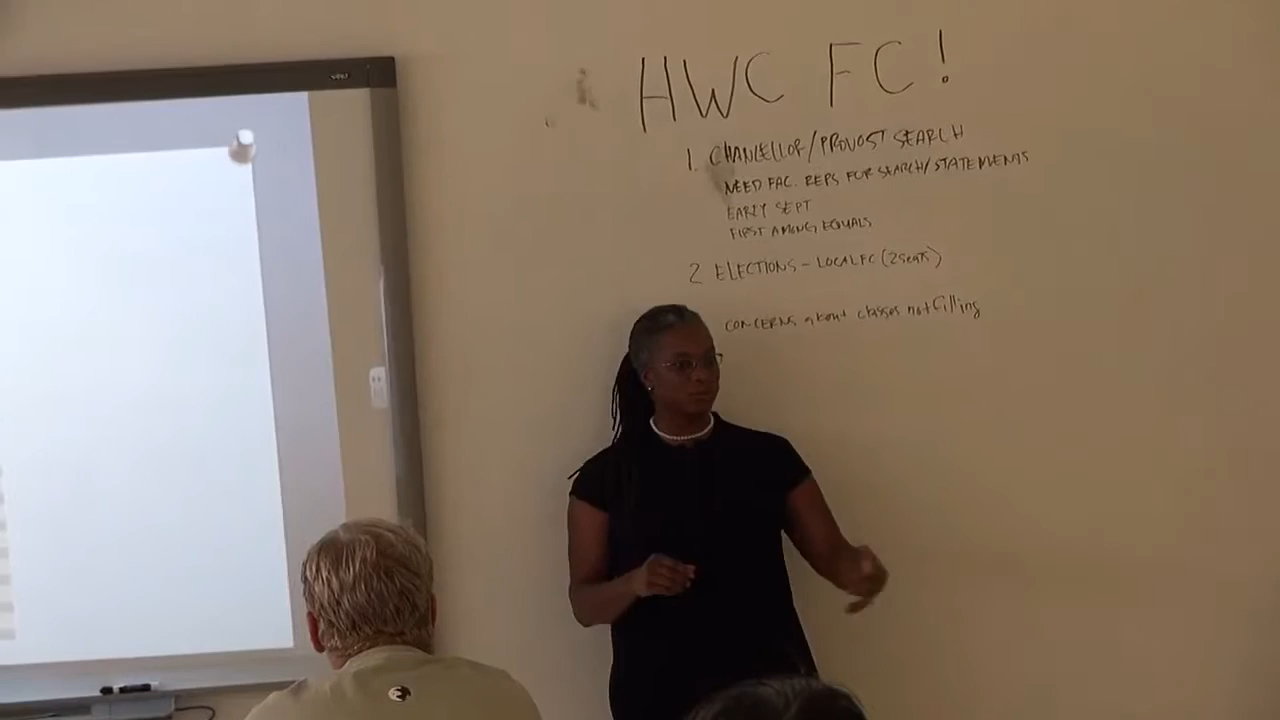 HWC FC!
1. CHANCELLOR/PROVOST SEARCH
NEED FAC. REPS FOR SEARCH/STATEMENTS
EARLY SEPT
FIRST AMONG EQUALS
2 ELECTIONS - LOCAL FC (2 seats)
CONCERNS about classes not filling